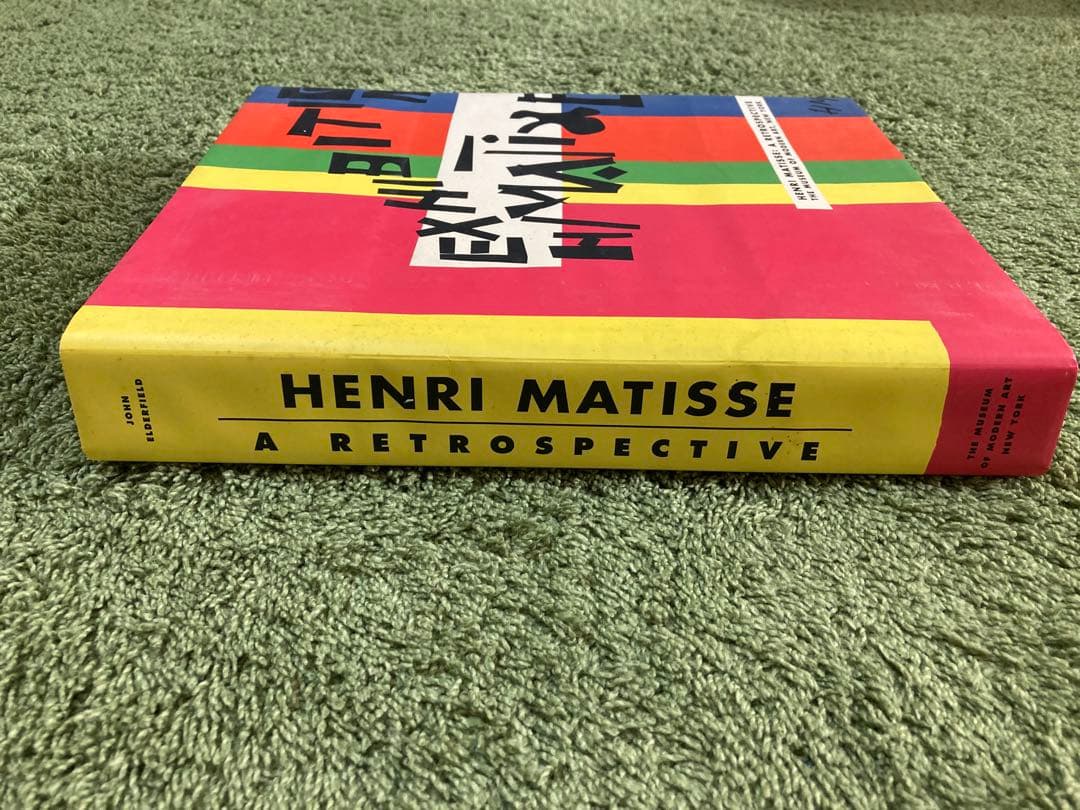 EXHIBITION
H. MATISSE
HENRI MATISSE: A RETROSPECTIVE
THE MUSEUM OF MODERN ART, NEW YORK
JOHN
ELDERFIELD
HENRI MATISSE
A RETROSPECTIVE
THE MUSEUM
OF MODERN ART
NEW YORK